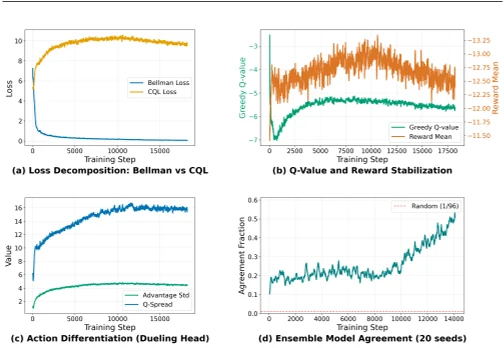 10
8
6
4
2
0
Loss
Bellman Loss
CQL Loss
0 5000 10000 15000
Training Step
(a) Loss Decomposition: Bellman vs CQL
−3
−4
−5
−6
−7
Greedy Q-value
−13.25
−13.00
−12.75
−12.50
−12.25
−12.00
−11.75
−11.50
Reward Mean
Greedy Q-value
Reward Mean
0 2500 5000 7500 10000 12500 15000 17500
Training Step
(b) Q-Value and Reward Stabilization
16
14
12
10
8
6
4
2
Value
Advantage Std
Q-Spread
0 5000 10000 15000
Training Step
(c) Action Differentiation (Dueling Head)
0.6
0.5
0.4
0.3
0.2
0.1
0.0
Agreement Fraction
Random (1/96)
0 2000 4000 6000 8000 10000 12000 14000
Training Step
(d) Ensemble Model Agreement (20 seeds)